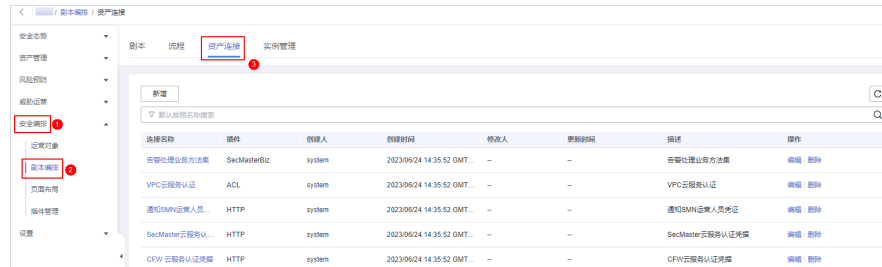 / 剧本编排 / 资产连接
安全态势
资产管理
风险预防
威胁运营
安全编排 1
运营对象
剧本编排 2
页面布局
插件管理
设置
剧本 流程 资产连接 实例管理
3
新增
默认按照名称搜索
连接名称 插件 创建人 创建时间 修改人 更新时间 描述 操作
告警处理业务方法集 SecMasterBiz system 2023/06/24 14:35:52 GMT... -- -- 告警处理业务方法集 编辑 删除
VPC云服务认证 ACL system 2023/06/24 14:35:52 GMT... -- -- VPC云服务认证 编辑 删除
通知SMN运营人员... HTTP system 2023/06/24 14:35:52 GMT... -- -- 通知SMN运营人员凭证 编辑 删除
SecMaster云服务认... HTTP system 2023/06/24 14:35:52 GMT... -- -- SecMaster云服务认证凭据 编辑 删除
CFW 云服务认证凭据 HTTP system 2023/06/24 14:35:52 GMT... -- -- CFW云服务认证凭据 编辑 删除